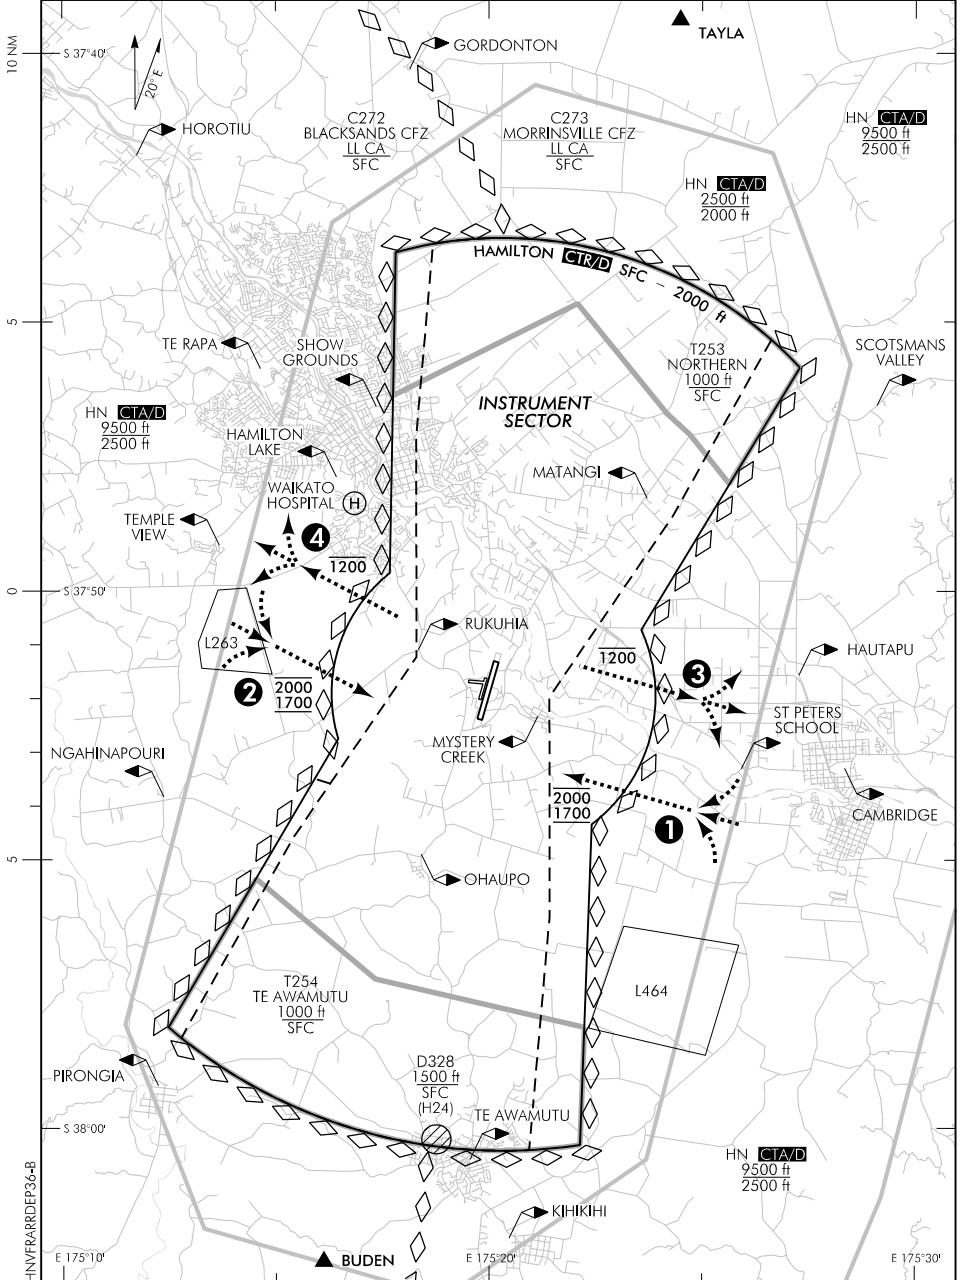 10 NM
S 37°40'
20° E
GORDONTON
TAYLA
HOROTIU
C272
BLACKSANDS CFZ
LL CA
SFC
C273
MORRINSVILLE CFZ
LL CA
SFC
HN CTA/D
9500 ft
2500 ft
HN CTA/D
2500 ft
2000 ft
HAMILTON CTR/D SFC – 2000 ft
5
TE RAPA
SHOW
GROUNDS
T253
NORTHERN
1000 ft
SFC
SCOTSMANS
VALLEY
HN CTA/D
9500 ft
2500 ft
INSTRUMENT
SECTOR
HAMILTON
LAKE
MATANGI
WAIKATO
HOSPITAL
H
TEMPLE
VIEW
4
1200
0
S 37°50'
L263
RUKUHIA
2
2000
1700
1200
3
HAUTAPU
ST PETERS
SCHOOL
MYSTERY
CREEK
NGAHINAPOURI
2000
1700
1
CAMBRIDGE
5
OHAUPO
T254
TE AWAMUTU
1000 ft
SFC
L464
PIRONGIA
D328
1500 ft
SFC
(H24)
TE AWAMUTU
S 38°00'
HN CTA/D
9500 ft
2500 ft
KIHIKIHI
BUDEN
E 175°10'
E 175°20'
E 175°30'
HNVFRARRDEP36-B